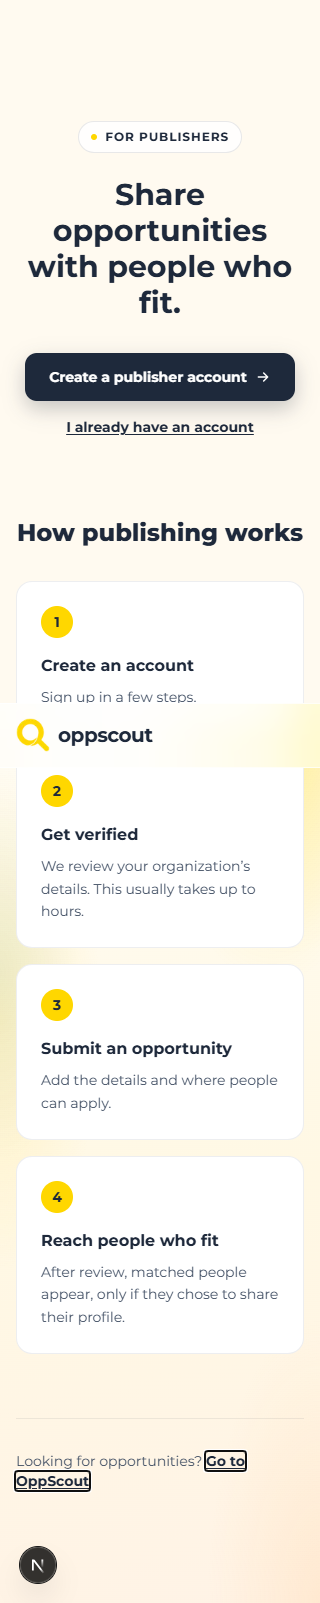 FOR PUBLISHERS
Share
opportunities
with people who
fit.
Create a publisher account →
I already have an account
How publishing works
1
Create an account
Sign up in a few steps.
oppscout
2
Get verified
We review your organization’s
details. This usually takes up to
hours.
3
Submit an opportunity
Add the details and where people
can apply.
4
Reach people who fit
After review, matched people
appear, only if they chose to share
their profile.
Looking for opportunities? Go to
OppScout
N